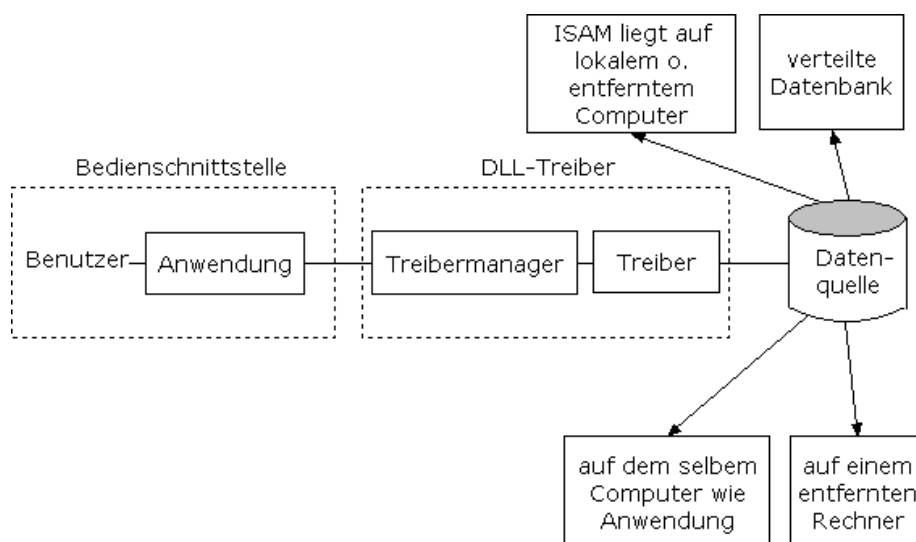 ISAM liegt auf
lokalem o.
entferntem
Computer
verteilte
Datenbank
Bedienschnittstelle
DLL-Treiber
Benutzer
Anwendung
Treibermanager
Treiber
Daten-
quelle
auf dem selbem
Computer wie
Anwendung
auf einem
entfernten
Rechner